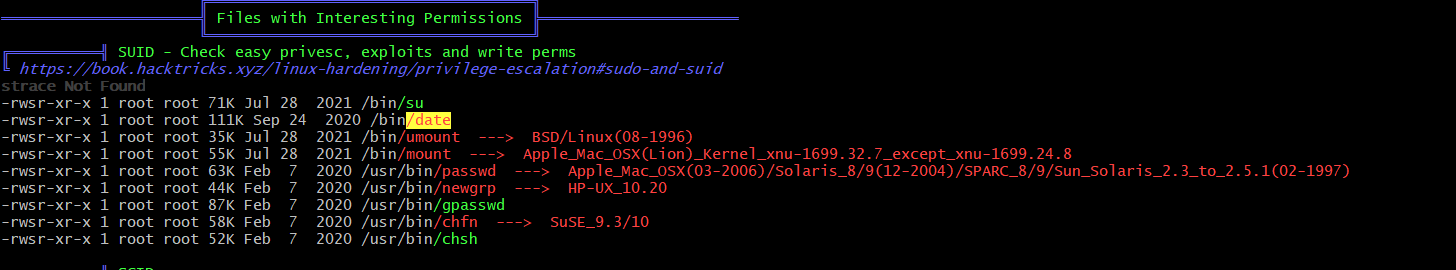 Files with Interesting Permissions
SUID - Check easy privesc, exploits and write perms
https://book.hacktricks.xyz/linux-hardening/privilege-escalation#sudo-and-suid
strace Not Found
-rwsr-xr-x 1 root root 71K Jul 28  2021 /bin/su
-rwsr-xr-x 1 root root 111K Sep 24  2020 /bin/date
-rwsr-xr-x 1 root root 35K Jul 28  2021 /bin/umount  --->  BSD/Linux(08-1996)
-rwsr-xr-x 1 root root 55K Jul 28  2021 /bin/mount  --->  Apple_Mac_OSX(Lion)_Kernel_xnu-1699.32.7_except_xnu-1699.24.8
-rwsr-xr-x 1 root root 63K Feb  7  2020 /usr/bin/passwd  --->  Apple_Mac_OSX(03-2006)/Solaris_8/9(12-2004)/SPARC_8/9/Sun_Solaris_2.3_to_2.5.1(02-1997)
-rwsr-xr-x 1 root root 44K Feb  7  2020 /usr/bin/newgrp  --->  HP-UX_10.20
-rwsr-xr-x 1 root root 87K Feb  7  2020 /usr/bin/gpasswd
-rwsr-xr-x 1 root root 58K Feb  7  2020 /usr/bin/chfn  --->  SuSE_9.3/10
-rwsr-xr-x 1 root root 52K Feb  7  2020 /usr/bin/chsh